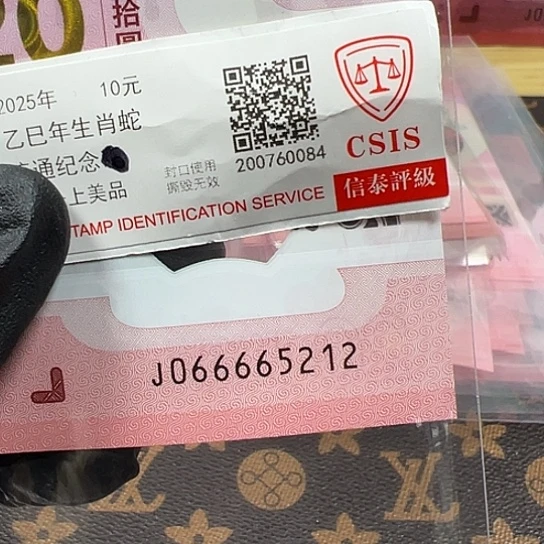 20
拾圆
2025年 10元
乙巳年生肖蛇
通纪念
上美品
封口使用
撕毁无效
200760084
CSIS
信泰評級
TAMP IDENTIFICATION SERVICE
J066665212
J0